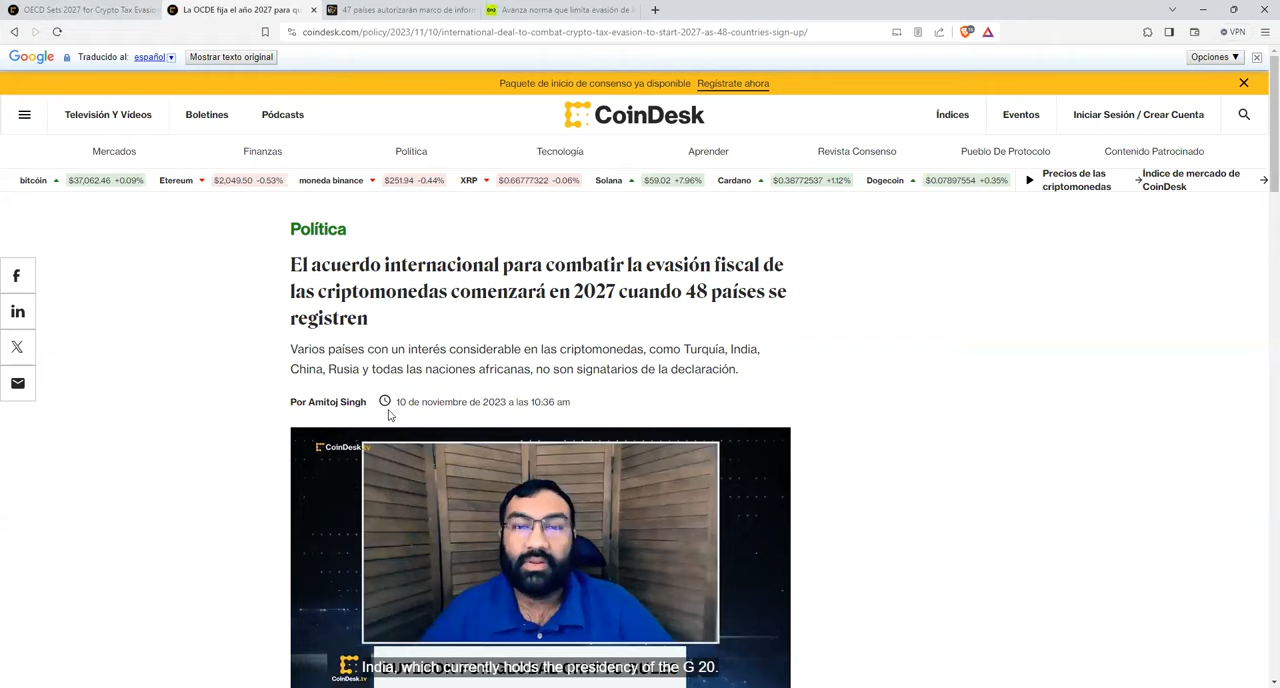 OECD Sets 2027 for Crypto Tax Evasio
La OCDE fija el año 2027 para qu
47 países autorizarán marco de inform
Avanza norma que limita evasión de i
coindesk.com/policy/2023/11/10/international-deal-to-combat-crypto-tax-evasion-to-start-2027-as-48-countries-sign-up/
VPN
Google Traducido al: español Mostrar texto original Opciones ▼
Paquete de inicio de consenso ya disponible Regístrate ahora
Televisión Y Vídeos Boletines Pódcasts CoinDesk Índices Eventos Iniciar Sesión / Crear Cuenta
Mercados Finanzas Política Tecnología Aprender Revista Consenso Pueblo De Protocolo Contenido Patrocinado
bitcóin $37,062.46 +0.09% Ethereum $2,049.50 -0.53% moneda binance $251.94 -0.44% XRP $0.66777322 -0.06% Solana $59.02 +7.96% Cardano $0.38772537 +1.12% Dogecoin $0.07897554 +0.35%
Precios de las
criptomonedas
Índice de mercado de
CoinDesk
Política
El acuerdo internacional para combatir la evasión fiscal de
las criptomonedas comenzará en 2027 cuando 48 países se
registren
Varios países con un interés considerable en las criptomonedas, como Turquía, India,
China, Rusia y todas las naciones africanas, no son signatarios de la declaración.
Por Amitoj Singh 10 de noviembre de 2023 a las 10:36 am
CoinDesk tv
India, which currently holds the presidency of the G 20.
CoinDesk.tv